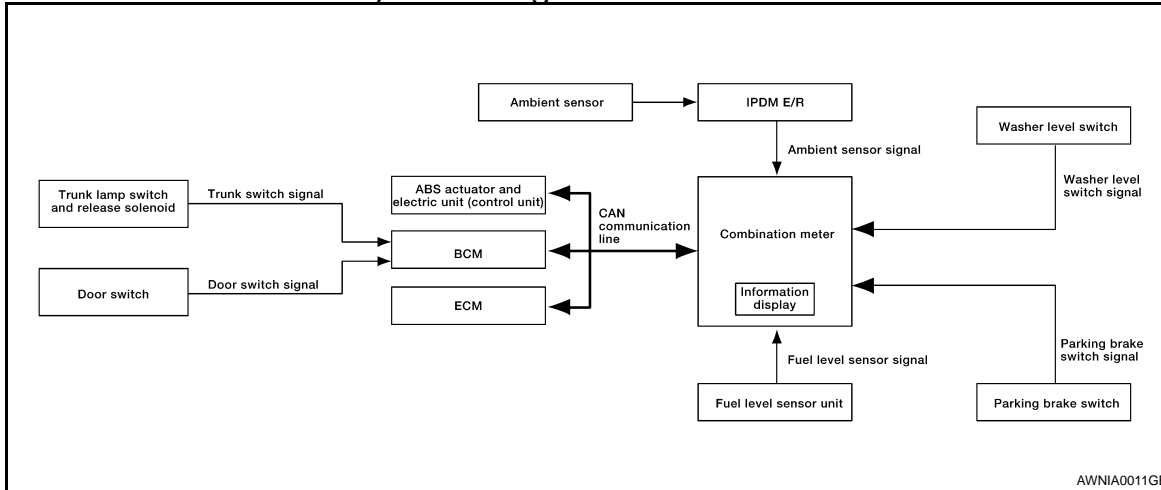 Ambient sensor
IPDM E/R
Washer level switch
Ambient sensor signal
Trunk lamp switch
and release solenoid
Trunk switch signal
ABS actuator and
electric unit (control unit)
CAN
communication
line
Washer level
switch signal
Combination meter
BCM
Door switch
Door switch signal
ECM
Information
display
Fuel level sensor signal
Parking brake
switch signal
Fuel level sensor unit
Parking brake switch